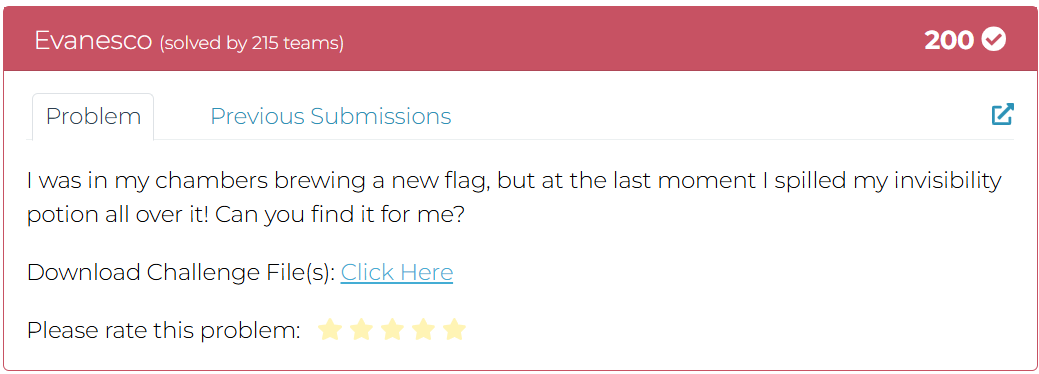 Evanesco (solved by 215 teams)
200
Problem
Previous Submissions
I was in my chambers brewing a new flag, but at the last moment I spilled my invisibility
potion all over it! Can you find it for me?
Download Challenge File(s): Click Here
Please rate this problem: